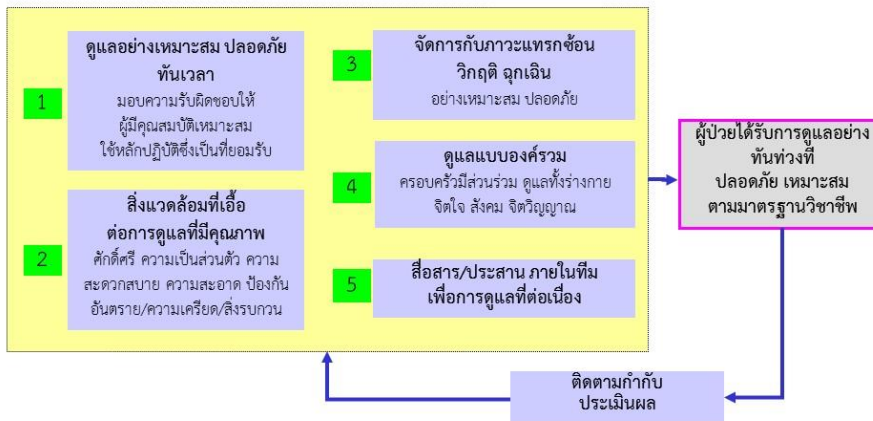 1
ดูแลอย่างเหมาะสม ปลอดภัย
ทันเวลา
มอบความรับผิดชอบให้
ผู้มีคุณสมบัติเหมาะสม
ใช้หลักปฏิบัติซึ่งเป็นที่ยอมรับ
2
สิ่งแวดล้อมที่เอื้อ
ต่อการดูแลที่มีคุณภาพ
ศักดิ์ศรี ความเป็นส่วนตัว ความ
สะดวกสบาย ความสะอาด ป้องกัน
อันตราย/ความเครียด/สิ่งรบกวน
3
จัดการกับภาวะแทรกซ้อน
วิกฤติ ฉุกเฉิน
อย่างเหมาะสม ปลอดภัย
4
ดูแลแบบองค์รวม
ครอบครัวมีส่วนร่วม ดูแลทั้งร่างกาย
จิตใจ สังคม จิตวิญญาณ
5
สื่อสาร/ประสาน ภายในทีม
เพื่อการดูแลที่ต่อเนื่อง
ผู้ป่วยได้รับการดูแลอย่าง
ทันท่วงที
ปลอดภัย เหมาะสม
ตามมาตรฐานวิชาชีพ
ติดตามกำกับ
ประเมินผล